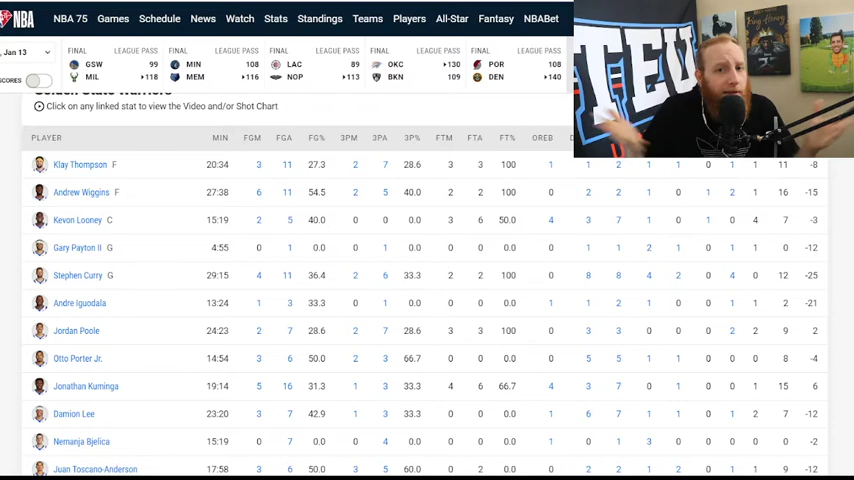 NBA NBA 75 Games Schedule News Watch Stats Standings Teams Players All-Star Fantasy NBABet
, Jan 13
SCORES
FINAL LEAGUE PASS FINAL LEAGUE PASS FINAL LEAGUE PASS FINAL LEAGUE PASS FINAL LEAGUE PASS
GSW 99 MIN 108 LAC 89 OKC 130 POR 108
MIL 118 MEM 116 NOP 113 BKN 109 DEN 140
TEU
King Henry
Golden State Warriors
Click on any linked stat to view the Video and/or Shot Chart
PLAYER MIN FGM FGA FG% 3PM 3PA 3P% FTM FTA FT% OREB D
Klay Thompson F 20:34 3 11 27.3 2 7 28.6 3 3 100 1 1 2 1 1 0 1 1 11 -8
Andrew Wiggins F 27:38 6 11 54.5 2 5 40.0 2 2 100 0 2 2 1 0 1 2 1 16 -15
Kevon Looney C 15:19 2 5 40.0 0 0 0.0 3 6 50.0 4 3 7 1 0 1 0 4 7 -3
Gary Payton II G 4:55 0 1 0.0 0 1 0.0 0 0 0.0 0 1 1 2 1 0 1 1 0 -12
Stephen Curry G 29:15 4 11 36.4 2 6 33.3 2 2 100 0 8 8 4 2 0 4 0 12 -25
Andre Iguodala 13:24 1 3 33.3 0 1 0.0 0 0 0.0 1 1 2 1 0 0 1 1 2 -21
Jordan Poole 24:23 2 7 28.6 2 7 28.6 3 3 100 0 3 3 0 0 0 2 2 9 2
Otto Porter Jr. 14:54 3 6 50.0 2 3 66.7 0 0 0.0 0 5 5 1 1 0 0 0 8 -4
Jonathan Kuminga 19:14 5 16 31.3 1 3 33.3 4 6 66.7 4 3 7 0 1 0 0 1 15 6
Damion Lee 23:20 3 7 42.9 1 3 33.3 0 0 0.0 1 6 7 1 1 0 1 2 7 -12
Nemanja Bjelica 15:19 0 7 0.0 0 4 0.0 0 0 0.0 1 0 1 3 0 0 0 0 0 -2
Juan Toscano-Anderson 17:58 3 6 50.0 3 5 60.0 0 2 0.0 0 2 2 1 2 0 1 1 9 -12